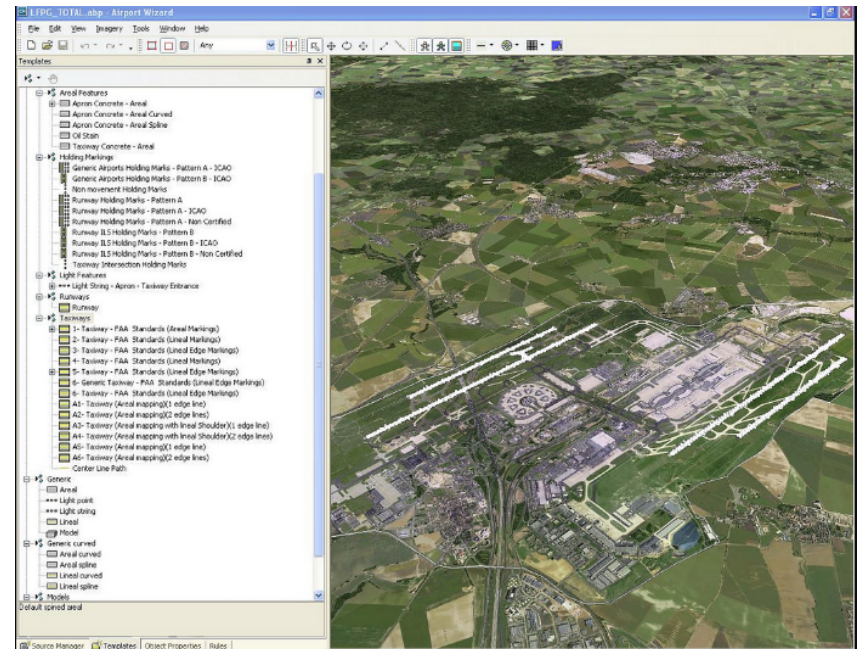 LFPG_TOTAL.abp - Airport Wizard
File Edit View Imagery Tools Window Help
Any
Templates
Areal Features
Apron Concrete - Areal
Apron Concrete - Areal Curved
Apron Concrete - Areal Spline
Oil Stain
Taxiway Concrete - Areal
Holding Markings
Generic Airports Holding Marks - Pattern A - ICAO
Generic Airports Holding Marks - Pattern B - ICAO
Non movement Holding Marks
Runway Holding Marks - Pattern A
Runway Holding Marks - Pattern A - ICAO
Runway Holding Marks - Pattern A - Non Certified
Runway ILS Holding Marks - Pattern B
Runway ILS Holding Marks - Pattern B - ICAO
Runway ILS Holding Marks - Pattern B - Non Certified
Taxiway Intersection Holding Marks
Light Features
Light String - Apron - Taxiway Entrance
Runways
Runway
Taxiways
1- Taxiway - FAA Standards (Areal Markings)
2- Taxiway - FAA Standards (Lineal Markings)
3- Taxiway - FAA Standards (Lineal Edge Markings)
4- Taxiway - FAA Standards (Lineal Markings)
5- Taxiway - FAA Standards (Lineal Edge Markings)
6- Generic Taxiway - FAA Standards (Lineal Edge Markings)
6- Taxiway - FAA Standards (Lineal Edge Markings)
A1- Taxiway (Areal mapping)(1 edge line)
A2- Taxiway (Areal mapping)(2 edge lines)
A3- Taxiway (Areal mapping with lineal Shoulder)(1 edge line)
A4- Taxiway (Areal mapping with lineal Shoulder)(2 edge lines)
A5- Taxiway (Areal mapping)(1 edge line)
A6- Taxiway (Areal mapping)(2 edge lines)
Center Line Path
Generic
Areal
Light point
Light string
Lineal
Model
Generic curved
Areal curved
Areal spline
Lineal curved
Lineal spline
Models
Default splined areal
Source Manager Templates Object Properties Rules